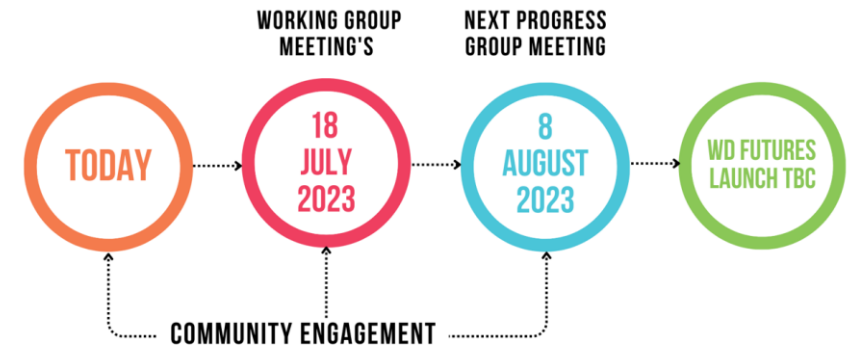 WORKING GROUP
MEETING'S
NEXT PROGRESS
GROUP MEETING
TODAY
18
JULY
2023
8
AUGUST
2023
WD FUTURES
LAUNCH TBC
COMMUNITY ENGAGEMENT